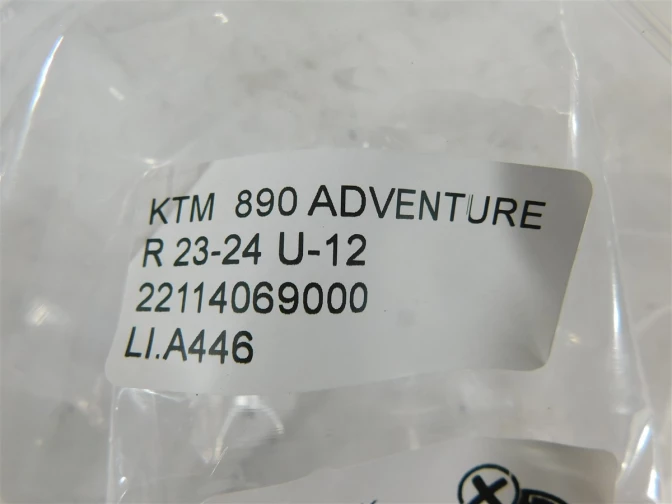 KTM 890 ADVENTURE
R 23-24 U-12
22114069000
LI.A446